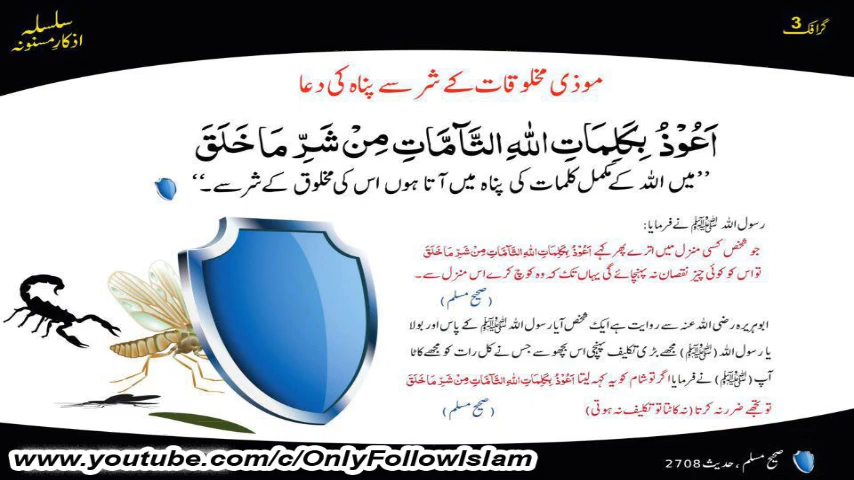 سلسلہ
اذکارِ مسنونہ
گرافک 3
موذی مخلوقات کے شر سے پناہ کی دعا
اَعُوْذُ بِكَلِمَاتِ اللهِ التَّآمَّاتِ مِنْ شَرِّ مَا خَلَقَ
’’میں اللہ کے مکمل کلمات کی پناہ میں آتا ہوں اس کی مخلوق کے شر سے۔‘‘
رسول اللہ ﷺ نے فرمایا:
جو شخص کسی منزل میں اترے پھر کہے اَعُوْذُ بِكَلِمَاتِ اللهِ التَّآمَّاتِ مِنْ شَرِّ مَا خَلَقَ
تو اس کو کوئی چیز نقصان نہ پہنچائے گی یہاں تک کہ وہ کوچ کرے اس منزل سے۔
(صحیح مسلم)
ابوہریرہ رضی اللہ عنہ سے روایت ہے ایک شخص آیا رسول اللہ ﷺ کے پاس اور بولا
یا رسول اللہ (ﷺ) مجھے بڑی تکلیف پہنچی اس بچھو سے جس نے کل رات کو مجھے کاٹا
آپ (ﷺ) نے فرمایا اگر تو شام کو یہ کہہ لیتا اَعُوْذُ بِكَلِمَاتِ اللهِ التَّآمَّاتِ مِنْ شَرِّ مَا خَلَقَ
تو تجھے ضرر نہ کرتا (نہ کاٹتا تو تکلیف نہ ہوتی) (صحیح مسلم)
www.youtube.com/c/OnlyFollowIslam
صحیح مسلم، حدیث 2708